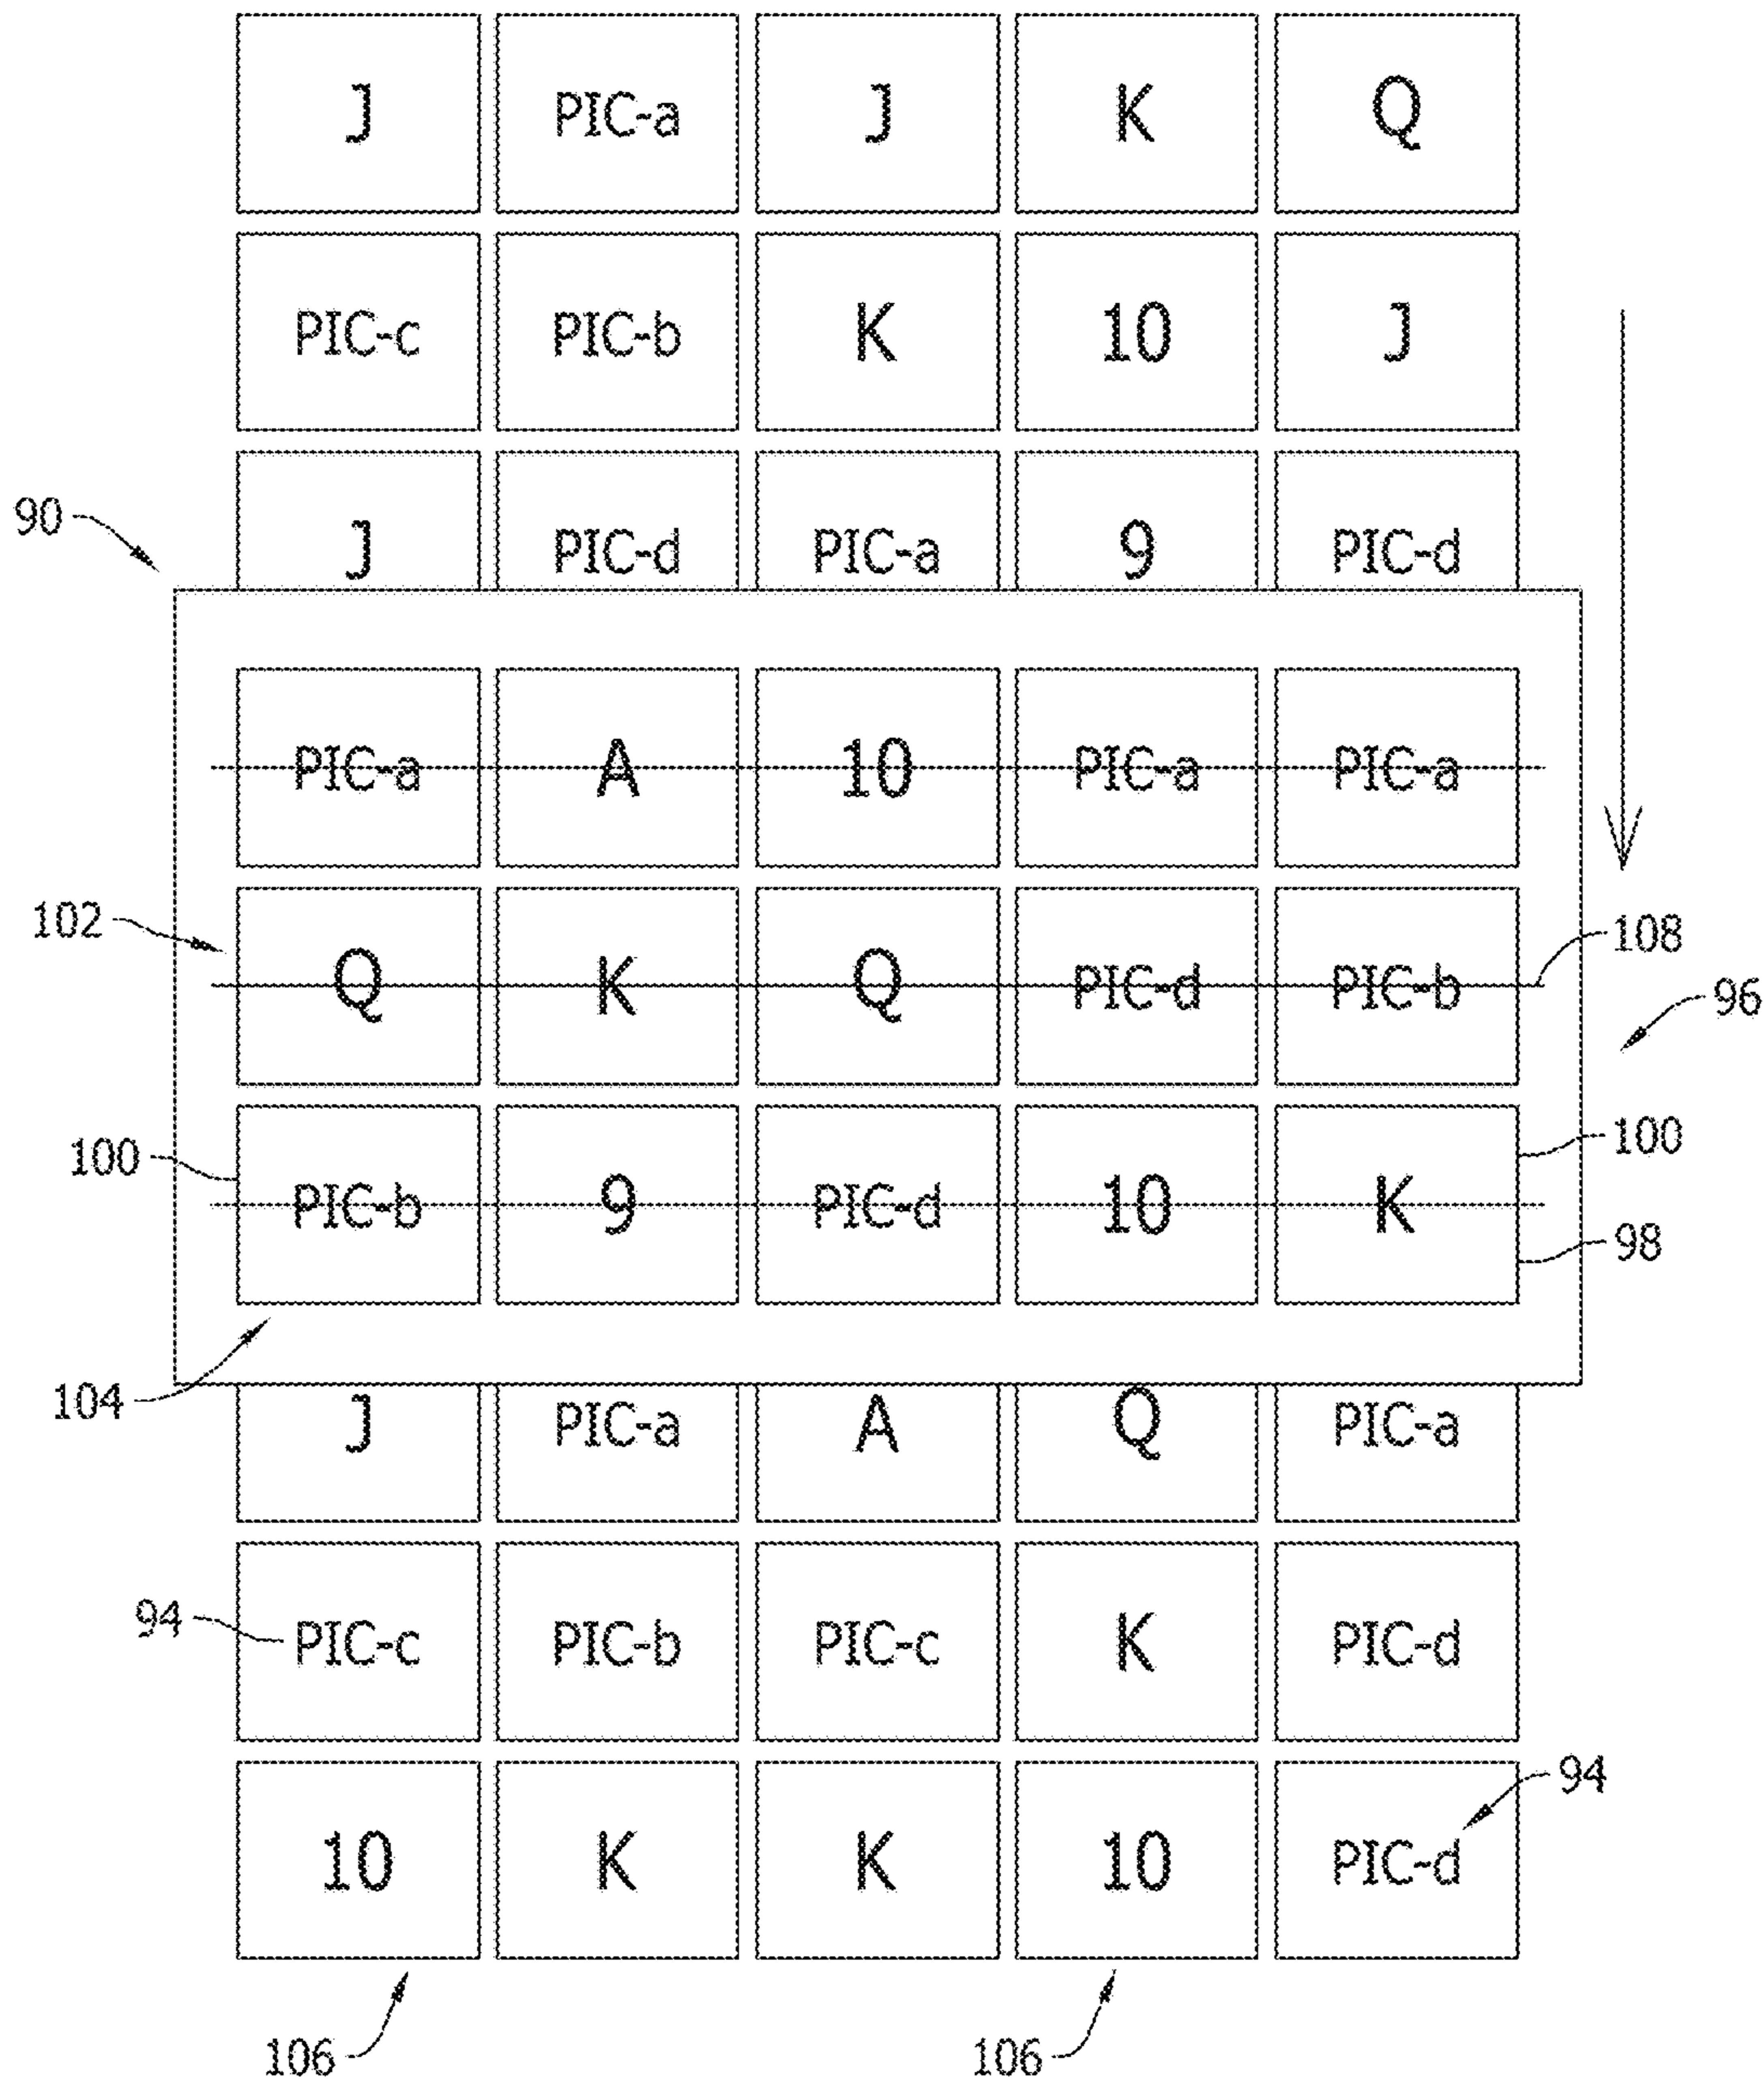 J PIC-a J K Q
PIC-c PIC-b K 10 J
90 J PIC-d PIC-a 9 PIC-d
PIC-a A 10 PIC-a PIC-a
102 Q K Q PIC-d PIC-b 108
96
100 PIC-b 9 PIC-d 10 K 100
98
104 J PIC-a A Q PIC-a
94 PIC-c PIC-b PIC-c K PIC-d
10 K K 10 PIC-d 94
106 106